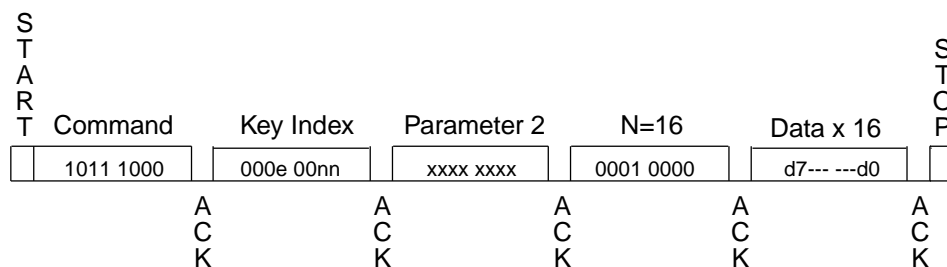 START
Command
Key Index
Parameter 2
N=16
Data x 16
STOP
1011 1000
000e 00nn
xxxx xxxx
0001 0000
d7--- ---d0
ACK
ACK
ACK
ACK
ACK